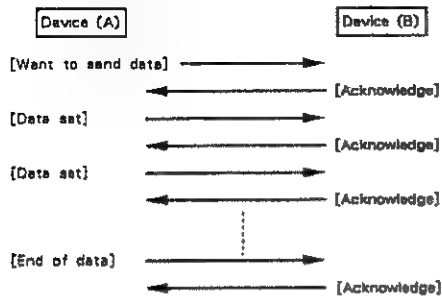 Device (A) Device (B)
[Want to send data]
[Acknowledge]
[Data set]
[Acknowledge]
[Data set]
[Acknowledge]
[End of data]
[Acknowledge]